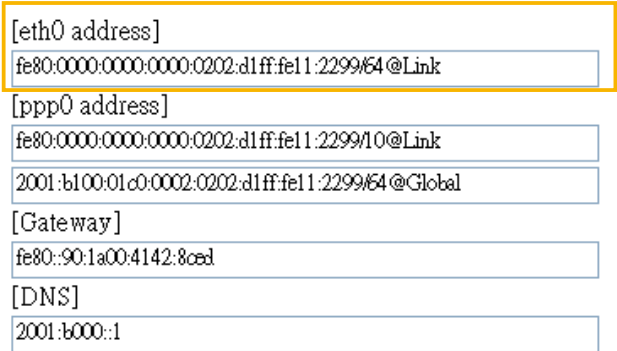 [eth0 address]
fe80:0000:0000:0000:0202:d1ff:fe11:2299/64@Link
[ppp0 address]
fe80:0000:0000:0000:0202:d1ff:fe11:2299/10@Link
2001:b100:01c0:0002:0202:d1ff:fe11:2299/64@Global
[Gateway]
fe80::90:1a00:4142:8ced
[DNS]
2001:b000::1